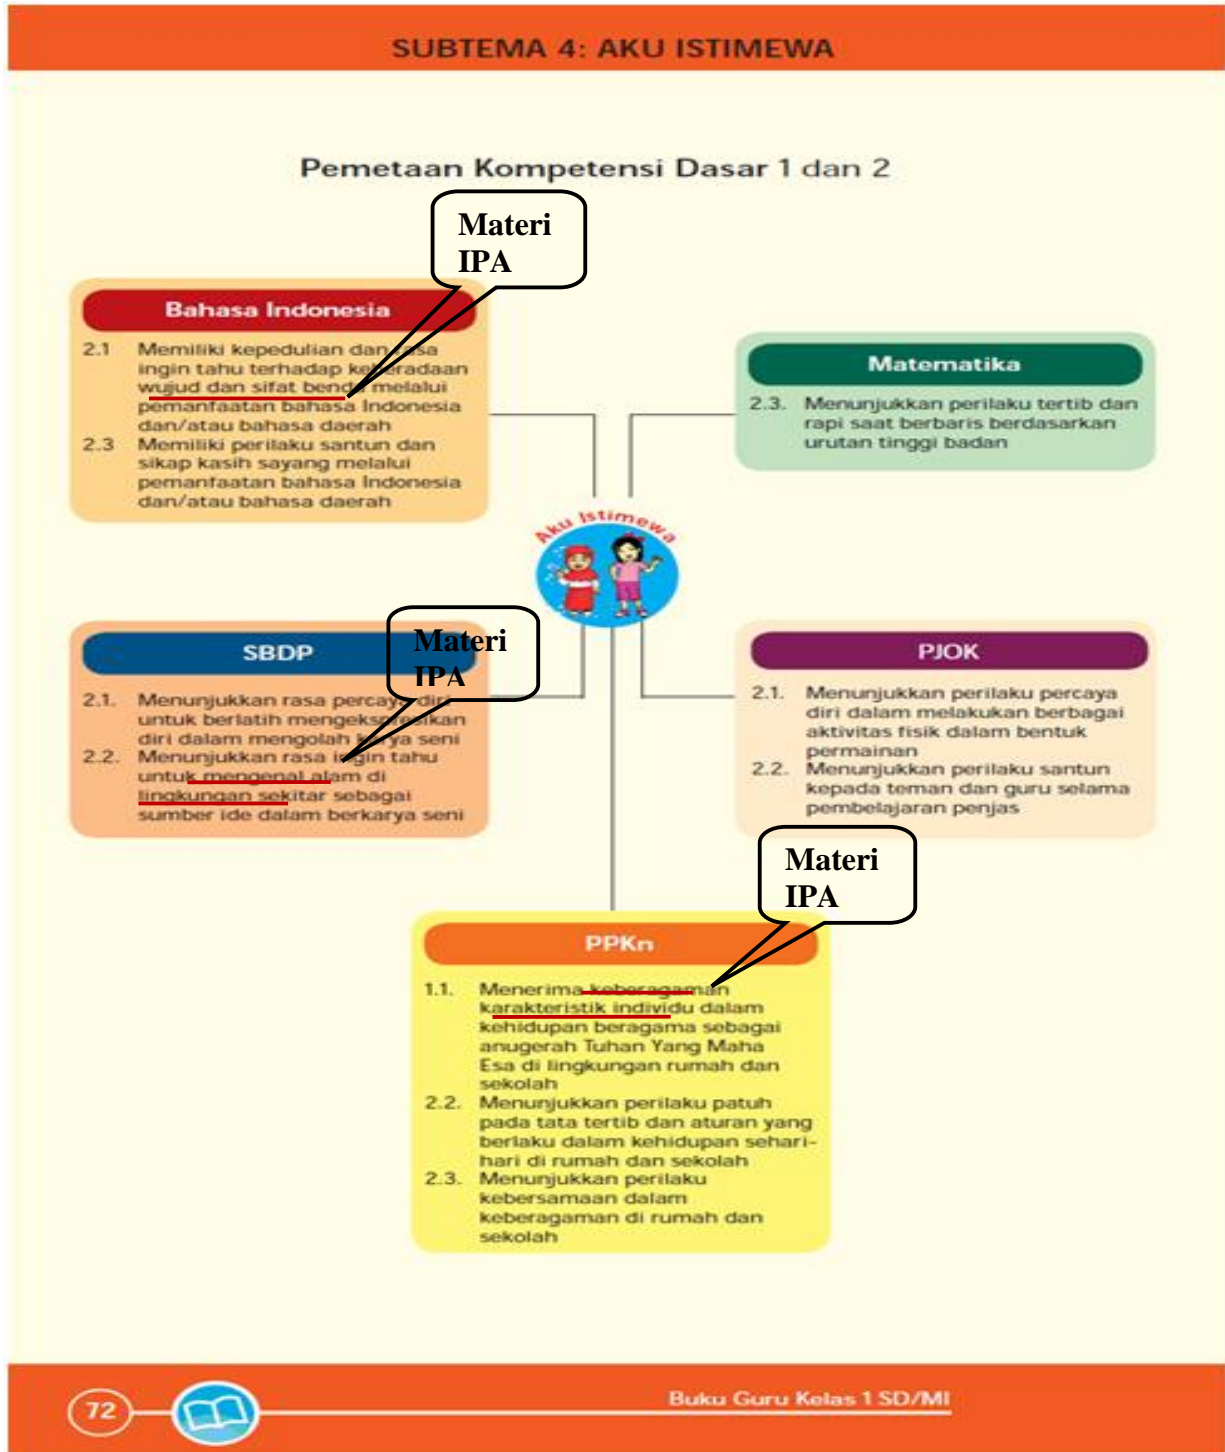 SUBTEMA 4: AKU ISTIMEWA
Pemetaan Kompetensi Dasar 1 dan 2
Materi
IPA
Bahasa Indonesia
2.1 Memiliki kepedulian dan rasa
ingin tahu terhadap keberadaan
wujud dan sifat benda melalui
pemanfaatan bahasa Indonesia
dan/atau bahasa daerah
2.3 Memiliki perilaku santun dan
sikap kasih sayang melalui
pemanfaatan bahasa Indonesia
dan/atau bahasa daerah
Matematika
2.3. Menunjukkan perilaku tertib dan
rapi saat berbaris berdasarkan
urutan tinggi badan
Aku Istimewa
Materi
IPA
SBDP
2.1. Menunjukkan rasa percaya diri
untuk berlatih mengekspresikan
diri dalam mengolah karya seni
2.2. Menunjukkan rasa ingin tahu
untuk mengenal alam di
lingkungan sekitar sebagai
sumber ide dalam berkarya seni
PJOK
2.1. Menunjukkan perilaku percaya
diri dalam melakukan berbagai
aktivitas fisik dalam bentuk
permainan
2.2. Menunjukkan perilaku santun
kepada teman dan guru selama
pembelajaran penjas
Materi
IPA
PPKn
1.1. Menerima keberagaman
karakteristik individu dalam
kehidupan beragama sebagai
anugerah Tuhan Yang Maha
Esa di lingkungan rumah dan
sekolah
2.2. Menunjukkan perilaku patuh
pada tata tertib dan aturan yang
berlaku dalam kehidupan sehari-
hari di rumah dan sekolah
2.3. Menunjukkan perilaku
kebersamaan dalam
keberagaman di rumah dan
sekolah
72
Buku Guru Kelas 1 SD/MI